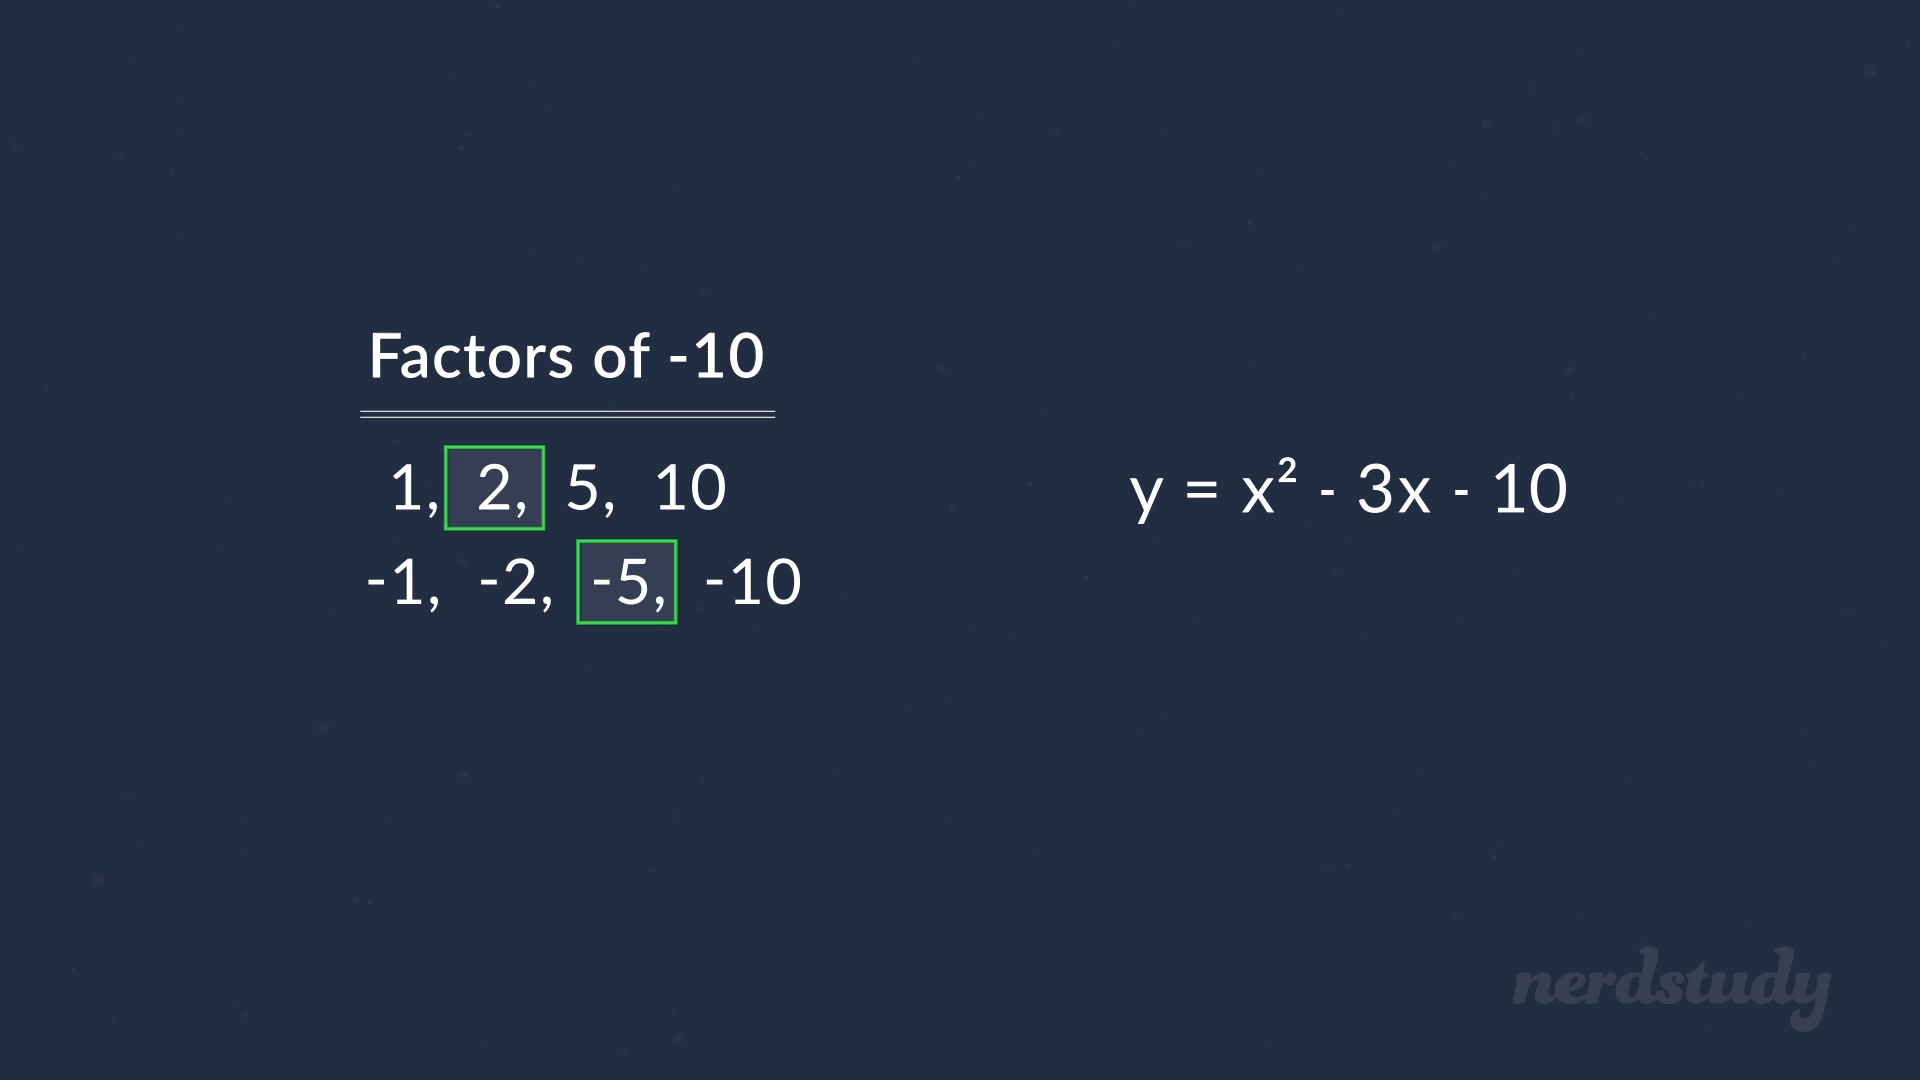 Factors of -10
1, 2, 5, 10
-1, -2, -5, -10
y = x² - 3x - 10
nerdstudy